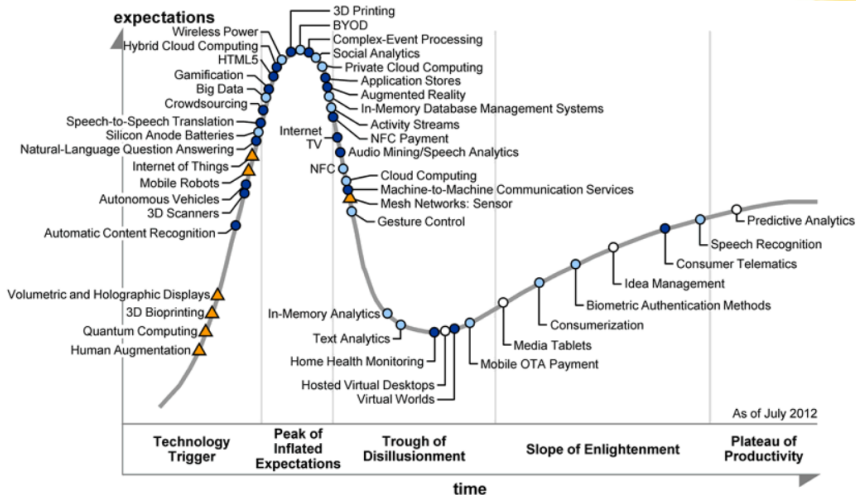 expectations
Wireless Power
Hybrid Cloud Computing
HTML5
Gamification
Big Data
Crowdsourcing
Speech-to-Speech Translation
Silicon Anode Batteries
Natural-Language Question Answering
Internet of Things
Mobile Robots
Autonomous Vehicles
3D Scanners
Automatic Content Recognition
Volumetric and Holographic Displays
3D Bioprinting
Quantum Computing
Human Augmentation
3D Printing
BYOD
Complex-Event Processing
Social Analytics
Private Cloud Computing
Application Stores
Augmented Reality
In-Memory Database Management Systems
Activity Streams
NFC Payment
Internet
TV
Audio Mining/Speech Analytics
NFC
Cloud Computing
Machine-to-Machine Communication Services
Mesh Networks: Sensor
Gesture Control
In-Memory Analytics
Text Analytics
Home Health Monitoring
Hosted Virtual Desktops
Virtual Worlds
Mobile OTA Payment
Media Tablets
Consumerization
Biometric Authentication Methods
Idea Management
Consumer Telematics
Speech Recognition
Predictive Analytics
As of July 2012
Technology
Trigger
Peak of
Inflated
Expectations
Trough of
Disillusionment
Slope of Enlightenment
Plateau of
Productivity
time